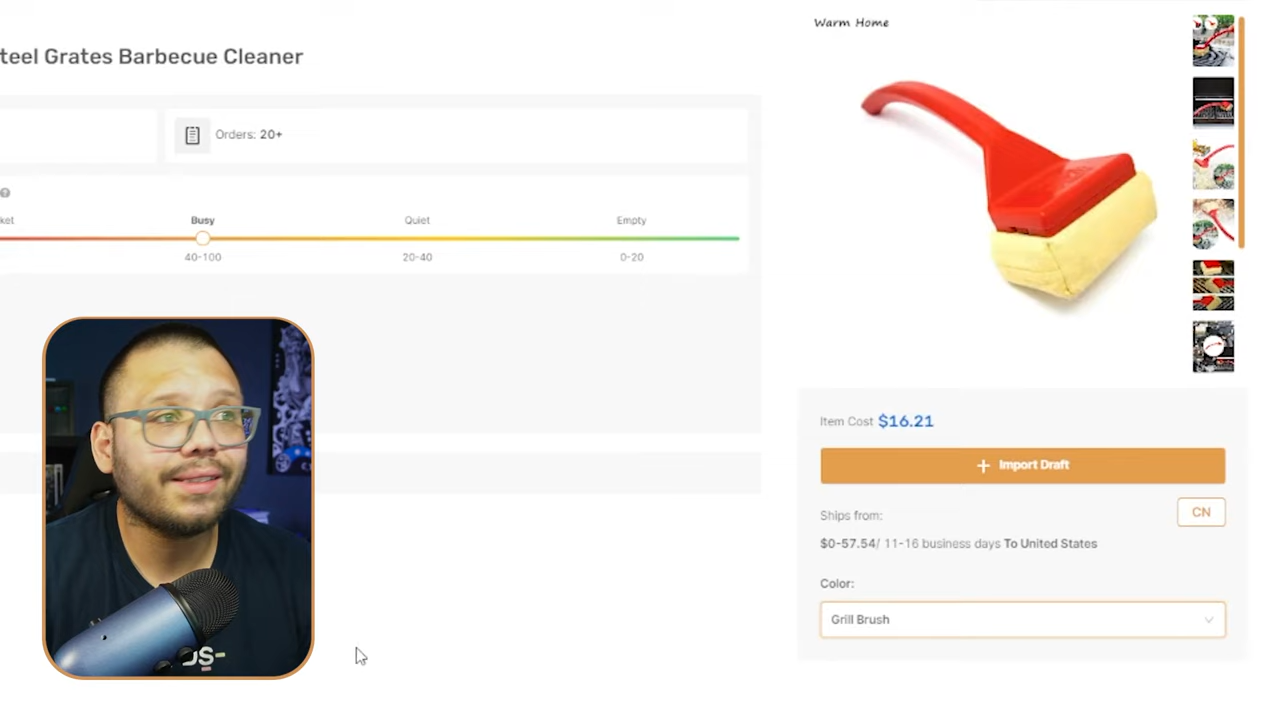 Warm Home
teel Grates Barbecue Cleaner
Orders: 20+
ket
Busy
Quiet
Empty
40-100
20-40
0-20
Item Cost $16.21
+ Import Draft
Ships from:
CN
$0-57.54/ 11-16 business days To United States
Color:
Grill Brush